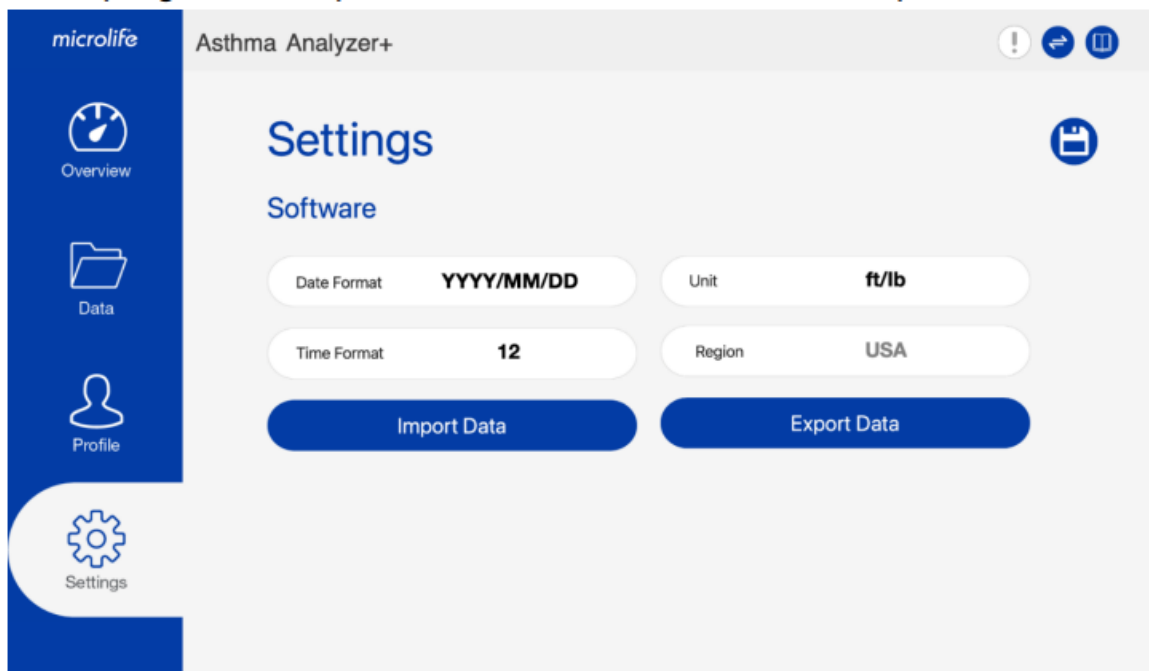 microlife
Asthma Analyzer+
Overview
Data
Profile
Settings
Settings
Software
Date Format YYYY/MM/DD
Unit ft/lb
Time Format 12
Region USA
Import Data
Export Data